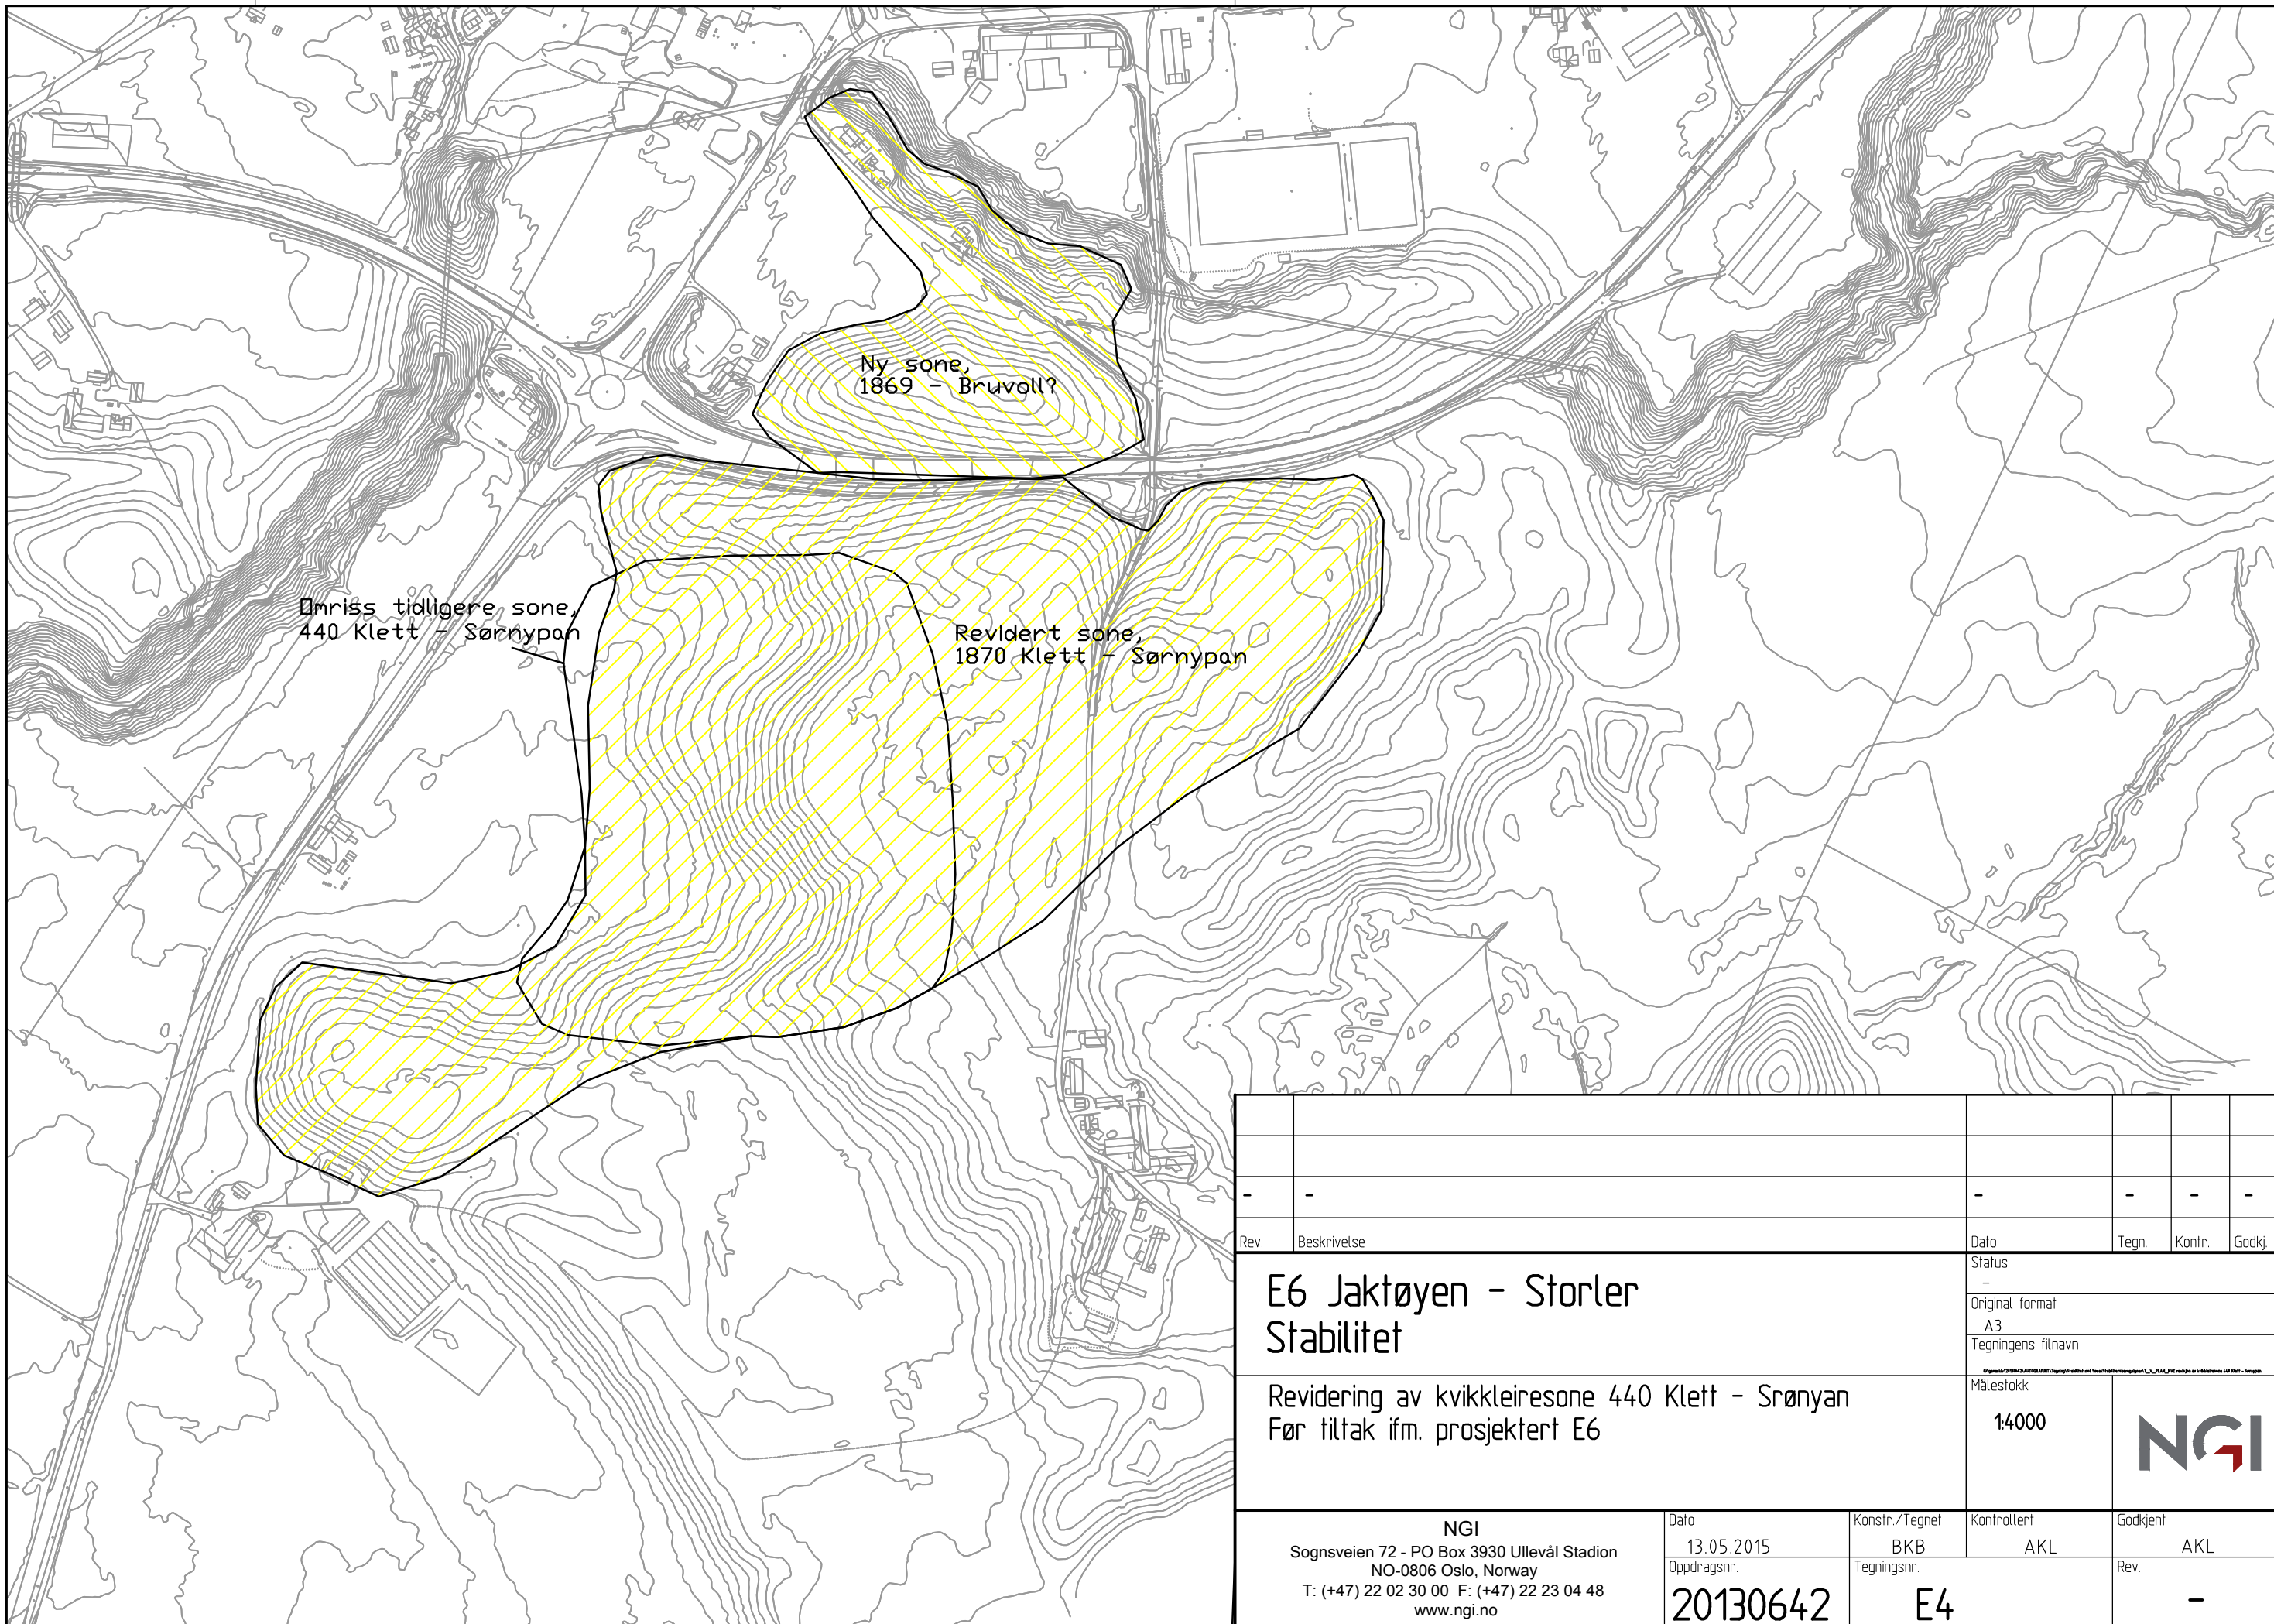 Ny sone,
1869 - Bruvoll?
Omriss tidligere sone,
440 Klett - Sørnypan
Revidert sone,
1870 Klett - Sørnypan
- - - - - -
Rev. Beskrivelse Dato Tegn. Kontr. Godkj.
E6 Jaktøyen - Storler
Stabilitet
Status
-
Original format
A3
Tegningens filnavn
Revidering av kvikkleiresone 440 Klett - Srønyan
Før tiltak ifm. prosjektert E6
Målestokk
1:4000
NGI
NGI
Sognsveien 72 - PO Box 3930 Ullevål Stadion
NO-0806 Oslo, Norway
T: (+47) 22 02 30 00 F: (+47) 22 23 04 48
www.ngi.no
Dato
13.05.2015
Konstr./Tegnet
BKB
Kontrollert
AKL
Godkjent
AKL
Oppdragsnr.
20130642
Tegningsnr.
E4
Rev.
-